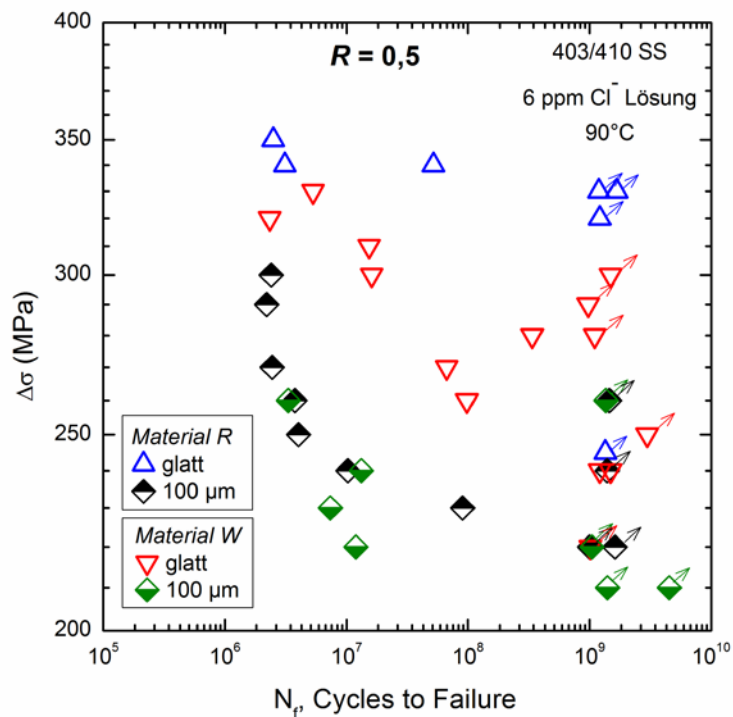 400
350
300
250
200
Δσ (MPa)
R = 0,5
403/410 SS
6 ppm Cl⁻ Lösung
90°C
Material R
glatt
100 µm
Material W
glatt
100 µm
10⁵ 10⁶ 10⁷ 10⁸ 10⁹ 10¹⁰
N_f, Cycles to Failure